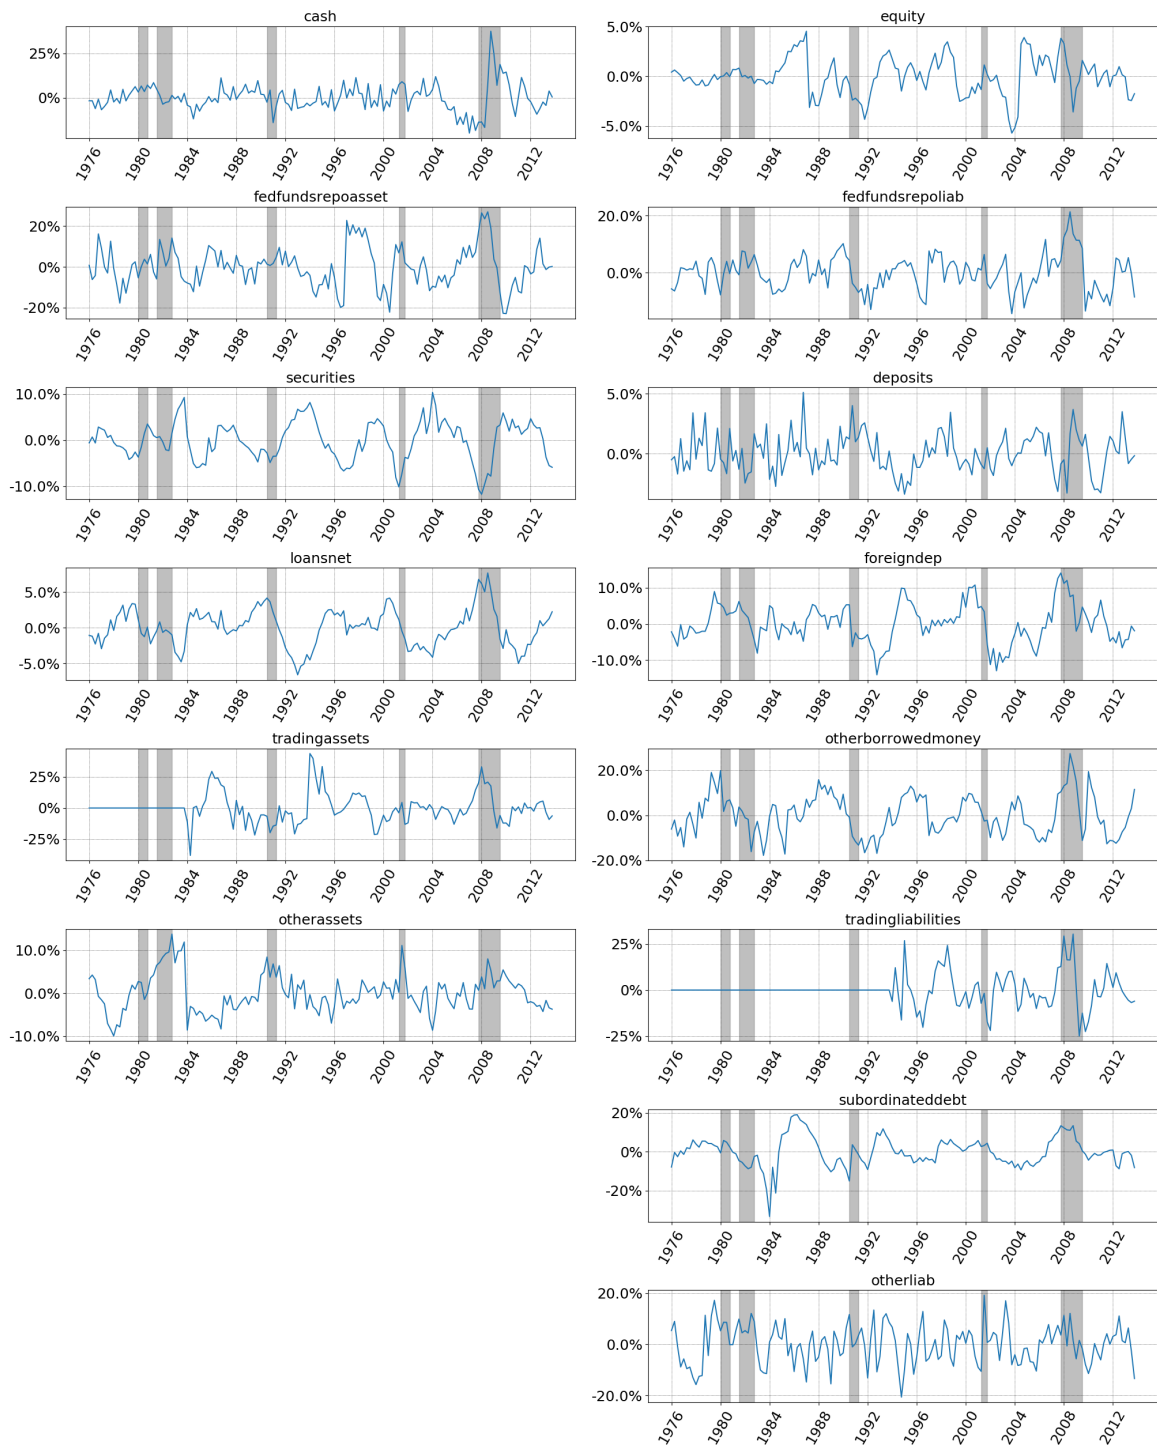 cash
25%
0%
1976 1980 1984 1988 1992 1996 2000 2004 2008 2012
equity
5.0%
0.0%
-5.0%
1976 1980 1984 1988 1992 1996 2000 2004 2008 2012
fedfundsrepoasset
20%
0%
-20%
1976 1980 1984 1988 1992 1996 2000 2004 2008 2012
fedfundsrepoliab
20.0%
0.0%
1976 1980 1984 1988 1992 1996 2000 2004 2008 2012
securities
10.0%
0.0%
-10.0%
1976 1980 1984 1988 1992 1996 2000 2004 2008 2012
deposits
5.0%
0.0%
1976 1980 1984 1988 1992 1996 2000 2004 2008 2012
loansnet
5.0%
0.0%
-5.0%
1976 1980 1984 1988 1992 1996 2000 2004 2008 2012
foreigndep
10.0%
0.0%
-10.0%
1976 1980 1984 1988 1992 1996 2000 2004 2008 2012
tradingassets
25%
0%
-25%
1976 1980 1984 1988 1992 1996 2000 2004 2008 2012
otherborrowedmoney
20.0%
0.0%
-20.0%
1976 1980 1984 1988 1992 1996 2000 2004 2008 2012
otherassets
10.0%
0.0%
-10.0%
1976 1980 1984 1988 1992 1996 2000 2004 2008 2012
tradingliabilities
25%
0%
-25%
1976 1980 1984 1988 1992 1996 2000 2004 2008 2012
subordinateddebt
20%
0%
-20%
1976 1980 1984 1988 1992 1996 2000 2004 2008 2012
otherliab
20.0%
0.0%
-20.0%
1976 1980 1984 1988 1992 1996 2000 2004 2008 2012